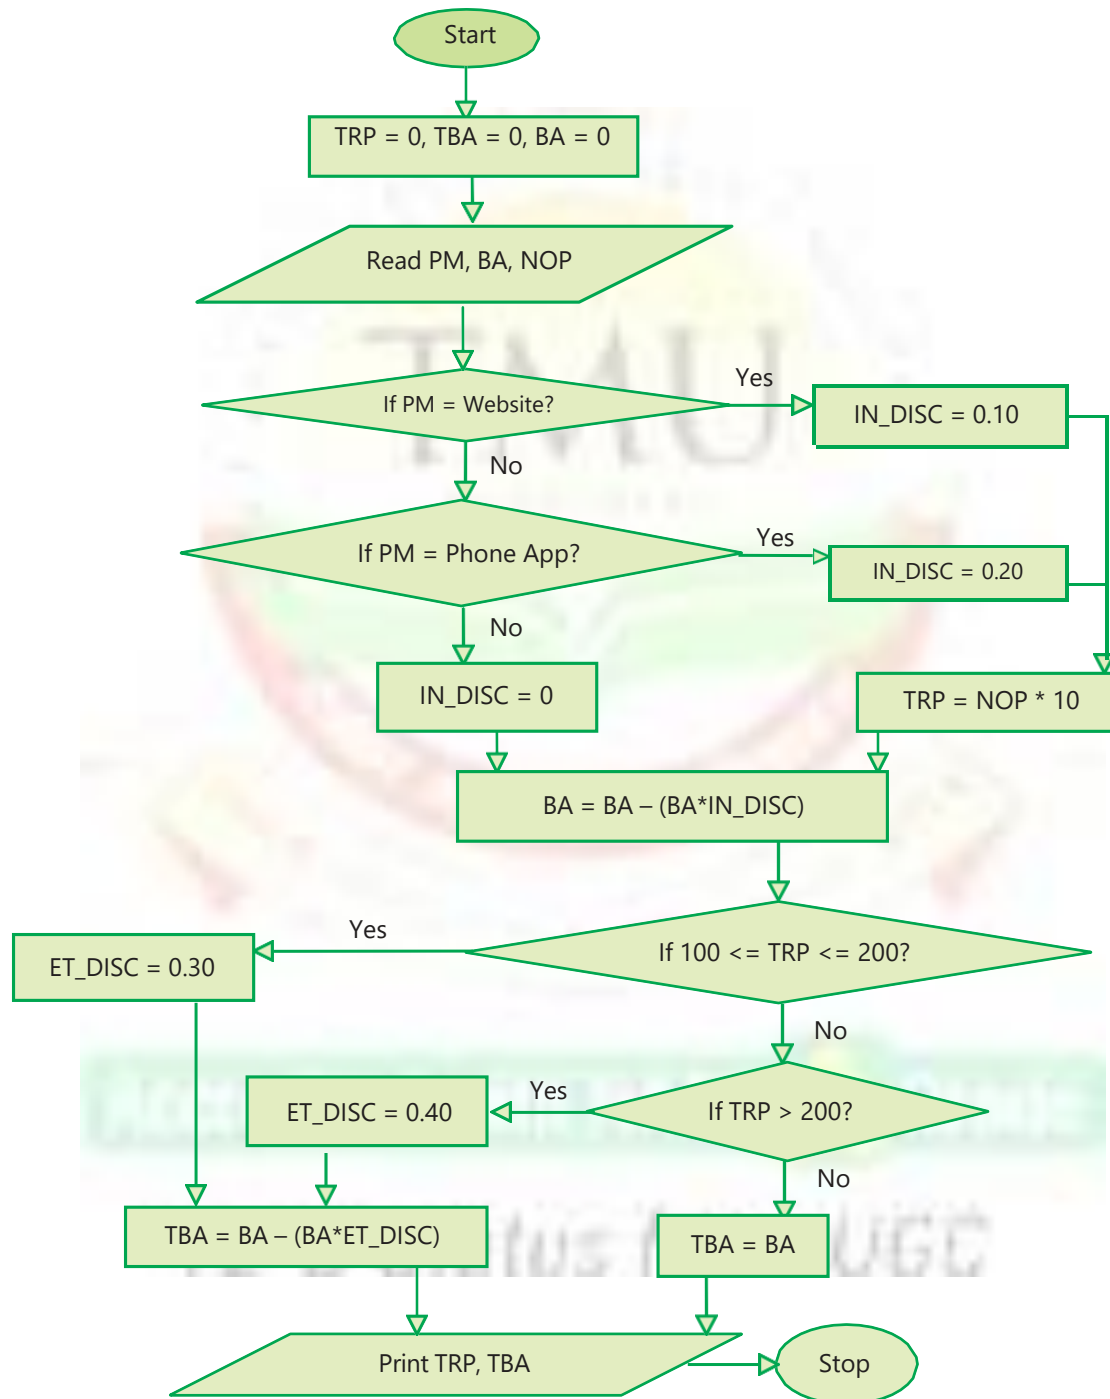 Start
TRP = 0, TBA = 0, BA = 0
Read PM, BA, NOP
If PM = Website?
Yes
IN_DISC = 0.10
No
If PM = Phone App?
Yes
IN_DISC = 0.20
No
IN_DISC = 0
TRP = NOP * 10
BA = BA – (BA*IN_DISC)
If 100 <= TRP <= 200?
Yes
ET_DISC = 0.30
No
If TRP > 200?
Yes
ET_DISC = 0.40
No
TBA = BA – (BA*ET_DISC)
TBA = BA
Print TRP, TBA
Stop
TMU
UGC